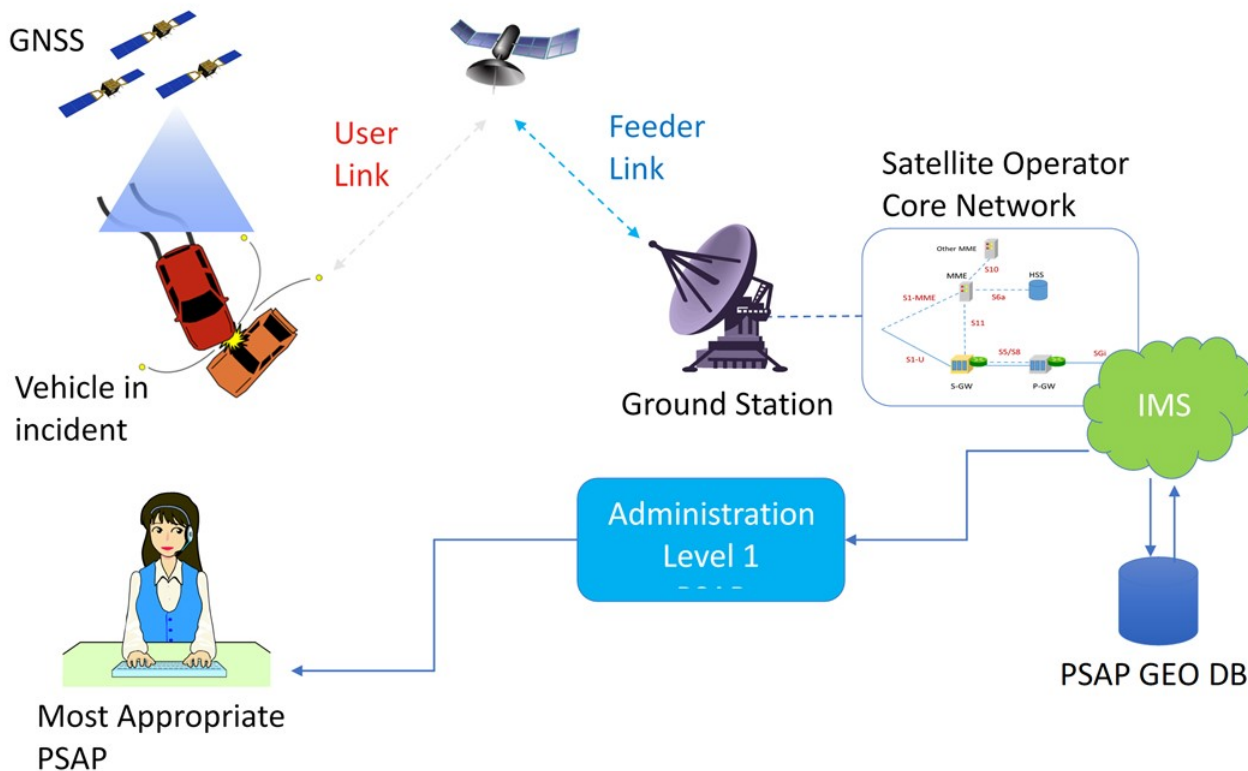 GNSS
User
Link
Feeder
Link
Satellite Operator
Core Network
Other MME
S10
MME
HSS
S1-MME
S6a
S11
S1-U
S5/S8
SGi
S-GW
P-GW
Vehicle in
incident
Ground Station
IMS
Administration
Level 1
PSAP GEO DB
Most Appropriate
PSAP